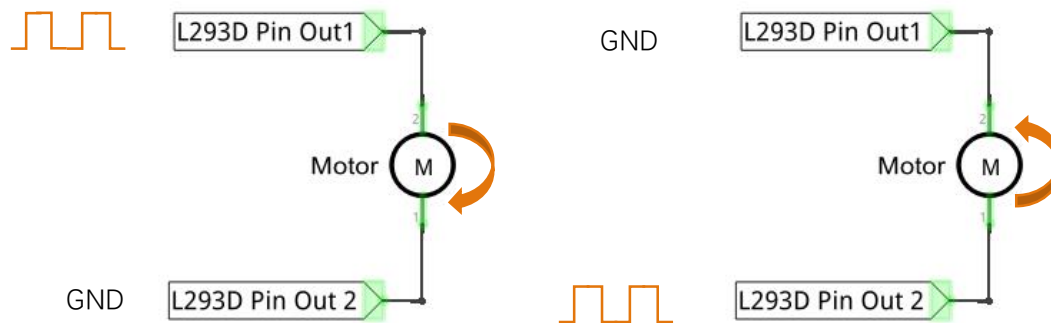 L293D Pin Out1
2
Motor
M
1
GND
L293D Pin Out 2
GND
L293D Pin Out1
2
Motor
M
1
L293D Pin Out 2